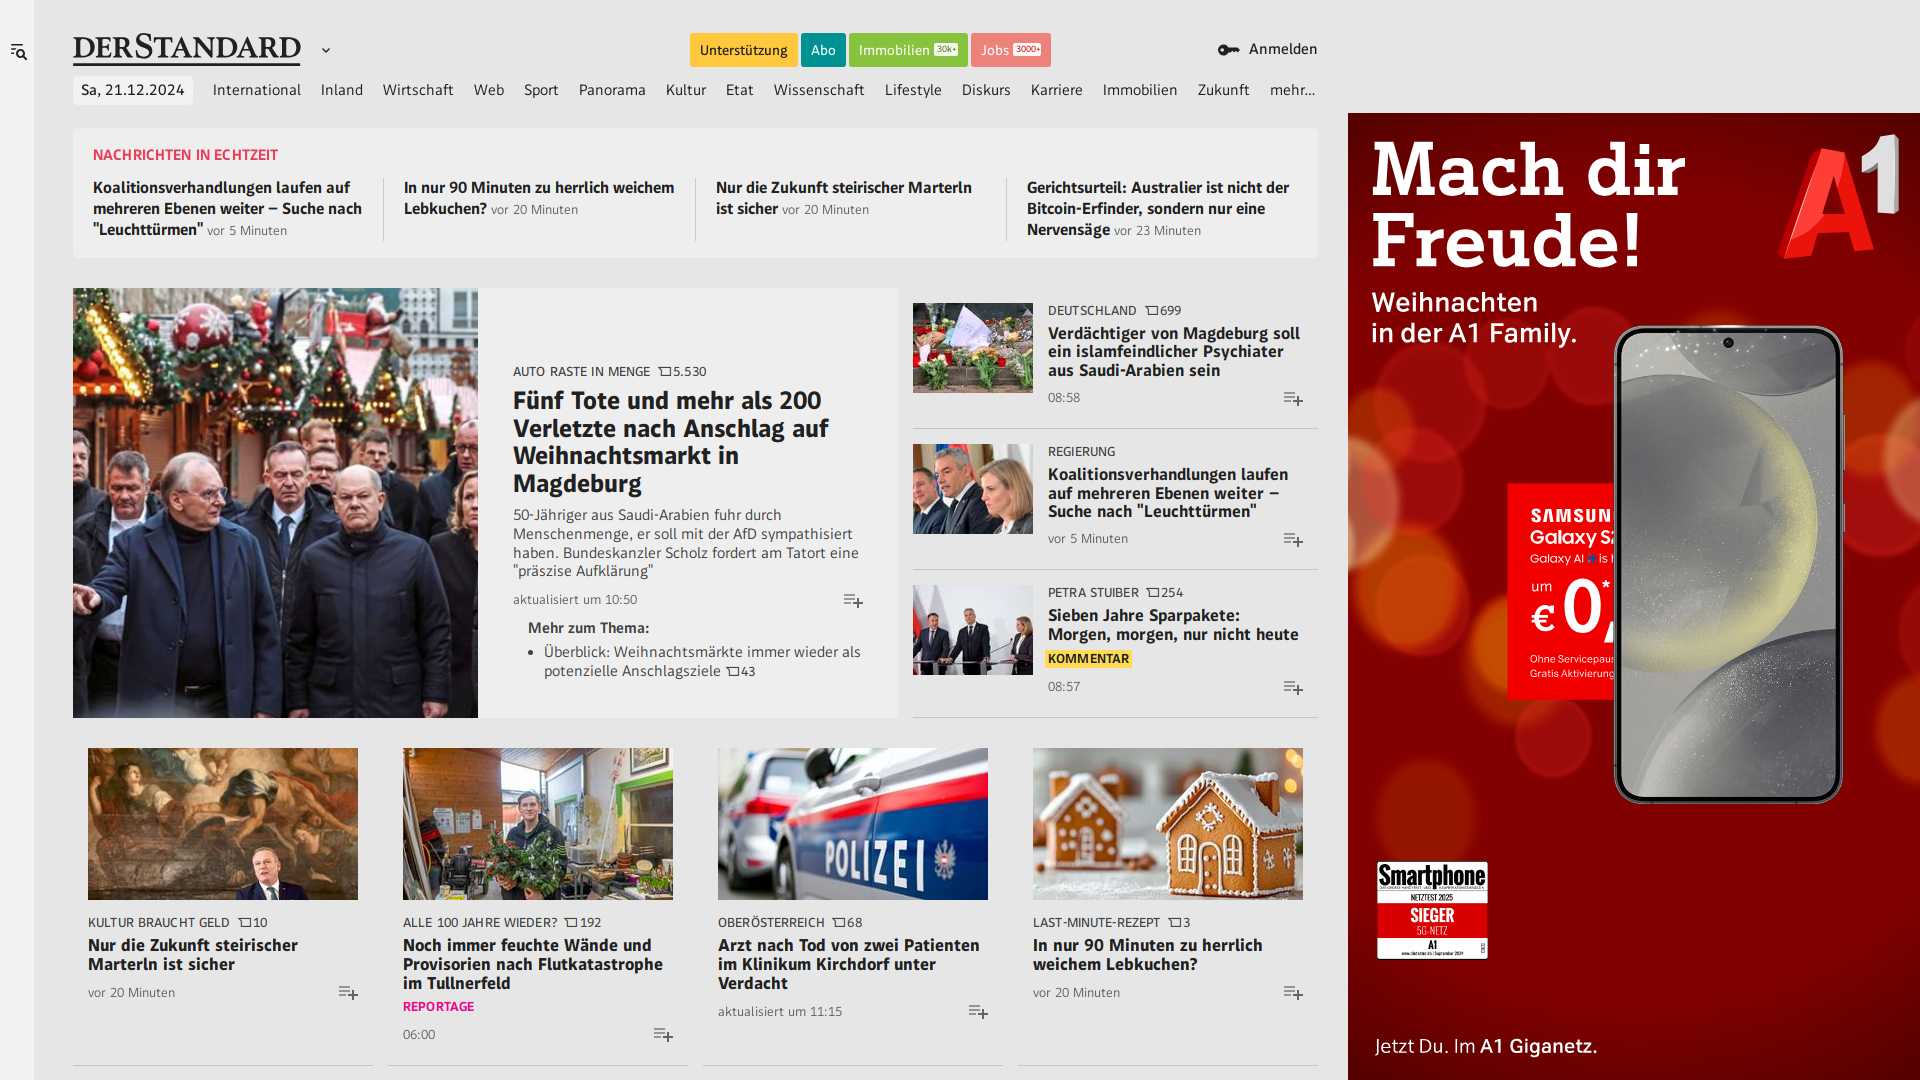 DERSTANDARD
Unterstützung
Abo
Immobilien 30k+
Jobs 3000+
Anmelden
Sa, 21.12.2024
International
Inland
Wirtschaft
Web
Sport
Panorama
Kultur
Etat
Wissenschaft
Lifestyle
Diskurs
Karriere
Immobilien
Zukunft
mehr...
NACHRICHTEN IN ECHTZEIT
Koalitionsverhandlungen laufen auf
mehreren Ebenen weiter – Suche nach
"Leuchttürmen" vor 5 Minuten
In nur 90 Minuten zu herrlich weichem
Lebkuchen? vor 20 Minuten
Nur die Zukunft steirischer Marterln
ist sicher vor 20 Minuten
Gerichtsurteil: Australier ist nicht der
Bitcoin-Erfinder, sondern nur eine
Nervensäge vor 23 Minuten
AUTO RASTE IN MENGE 5.530
Fünf Tote und mehr als 200
Verletzte nach Anschlag auf
Weihnachtsmarkt in
Magdeburg
50-Jähriger aus Saudi-Arabien fuhr durch
Menschenmenge, er soll mit der AfD sympathisiert
haben. Bundeskanzler Scholz fordert am Tatort eine
"präszise Aufklärung"
aktualisiert um 10:50
Mehr zum Thema:
• Überblick: Weihnachtsmärkte immer wieder als
potenzielle Anschlagsziele 43
DEUTSCHLAND 699
Verdächtiger von Magdeburg soll
ein islamfeindlicher Psychiater
aus Saudi-Arabien sein
08:58
REGIERUNG
Koalitionsverhandlungen laufen
auf mehreren Ebenen weiter –
Suche nach "Leuchttürmen"
vor 5 Minuten
PETRA STUIBER 254
Sieben Jahre Sparpakete:
Morgen, morgen, nur nicht heute
KOMMENTAR
08:57
KULTUR BRAUCHT GELD 10
Nur die Zukunft steirischer
Marterln ist sicher
vor 20 Minuten
ALLE 100 JAHRE WIEDER? 192
Noch immer feuchte Wände und
Provisorien nach Flutkatastrophe
im Tullnerfeld
REPORTAGE
06:00
POLIZEI
OBERÖSTERREICH 68
Arzt nach Tod von zwei Patienten
im Klinikum Kirchdorf unter
Verdacht
aktualisiert um 11:15
LAST-MINUTE-REZEPT 3
In nur 90 Minuten zu herrlich
weichem Lebkuchen?
vor 20 Minuten
Mach dir
Freude!
A1
Weihnachten
in der A1 Family.
SAMSUN
Galaxy S2
Galaxy AI is
um
€ 0,*
Ohne Servicepaus
Gratis Aktivierung
Smartphone
NETZTEST 2025
SIEGER
5G-NETZ
A1
Jetzt Du. Im A1 Giganetz.